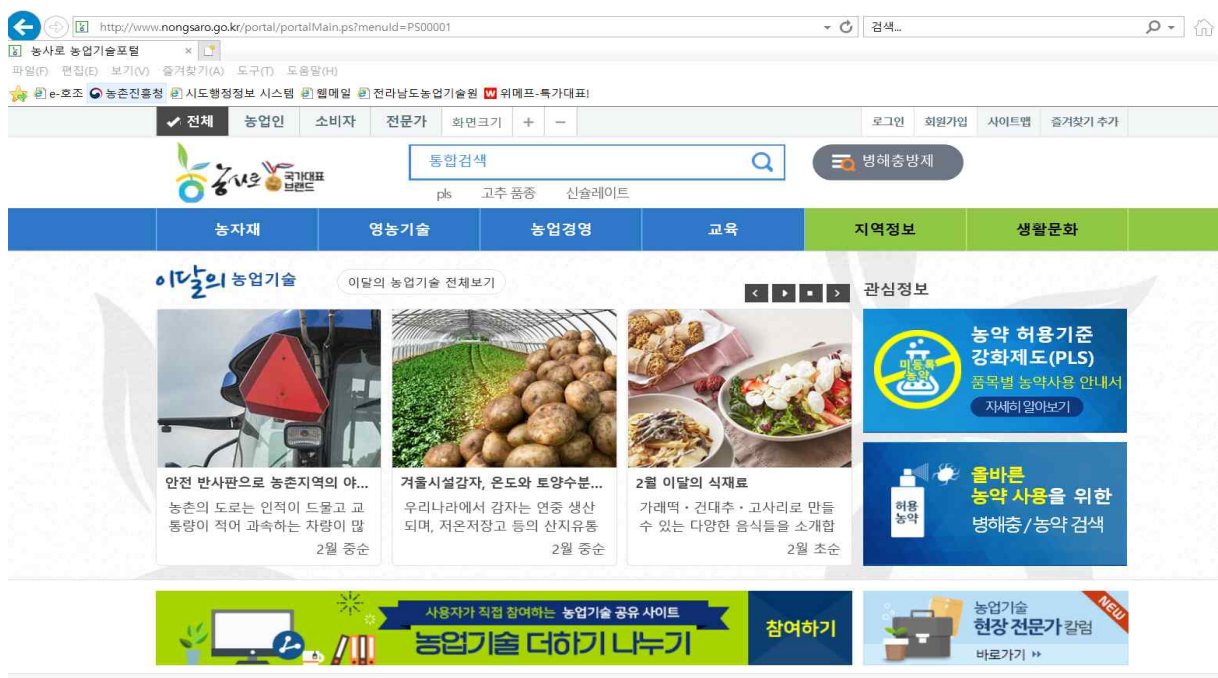 http://www.nongsaro.go.kr/portal/portalMain.ps?menuId=PS00001
검색...
농사로 농업기술포털
파일(F) 편집(E) 보기(V) 즐겨찾기(A) 도구(T) 도움말(H)
e-호조 농촌진흥청 시도행정정보 시스템 웹메일 전라남도농업기술원 위메프-특가대표!
전체 농업인 소비자 전문가 화면크기 + −
로그인 회원가입 사이트맵 즐겨찾기 추가
농사로 국가대표
브랜드
통합검색
병해충방제
pls 고추 품종 신슐레이트
농자재 영농기술 농업경영 교육 지역정보 생활문화
이달의 농업기술
이달의 농업기술 전체보기
관심정보
안전 반사판으로 농촌지역의 야...
농촌의 도로는 인적이 드물고 교
통량이 적어 과속하는 차량이 많
2월 중순
겨울시설감자, 온도와 토양수분...
우리나라에서 감자는 연중 생산
되며, 저온저장고 등의 산지유통
2월 중순
2월 이달의 식재료
가래떡・건대추・고사리로 만들
수 있는 다양한 음식들을 소개합
2월 초순
미등록
농약
농약 허용기준
강화제도(PLS)
품목별 농약사용 안내서
자세히 알아보기
허용
농약
올바른
농약 사용을 위한
병해충/농약 검색
사용자가 직접 참여하는 농업기술 공유 사이트
농업기술 더하기 나누기
참여하기
농업기술
현장 전문가 칼럼
바로가기
NEW